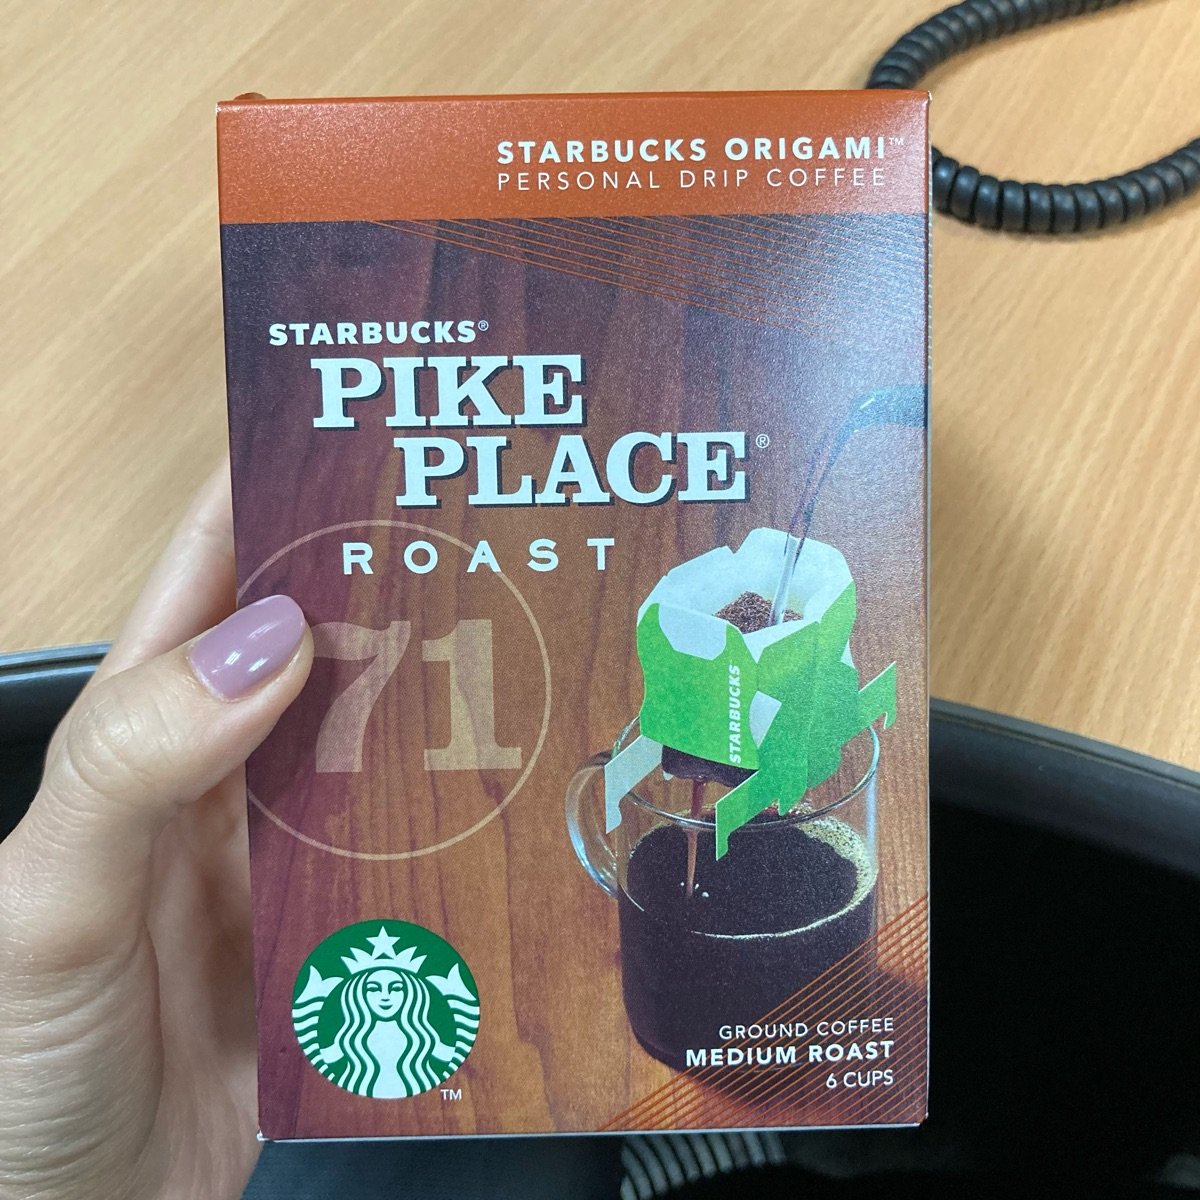 STARBUCKS ORIGAMI™
PERSONAL DRIP COFFEE
STARBUCKS®
PIKE
PLACE®
ROAST
71
STARBUCKS
TM
GROUND COFFEE
MEDIUM ROAST
6 CUPS